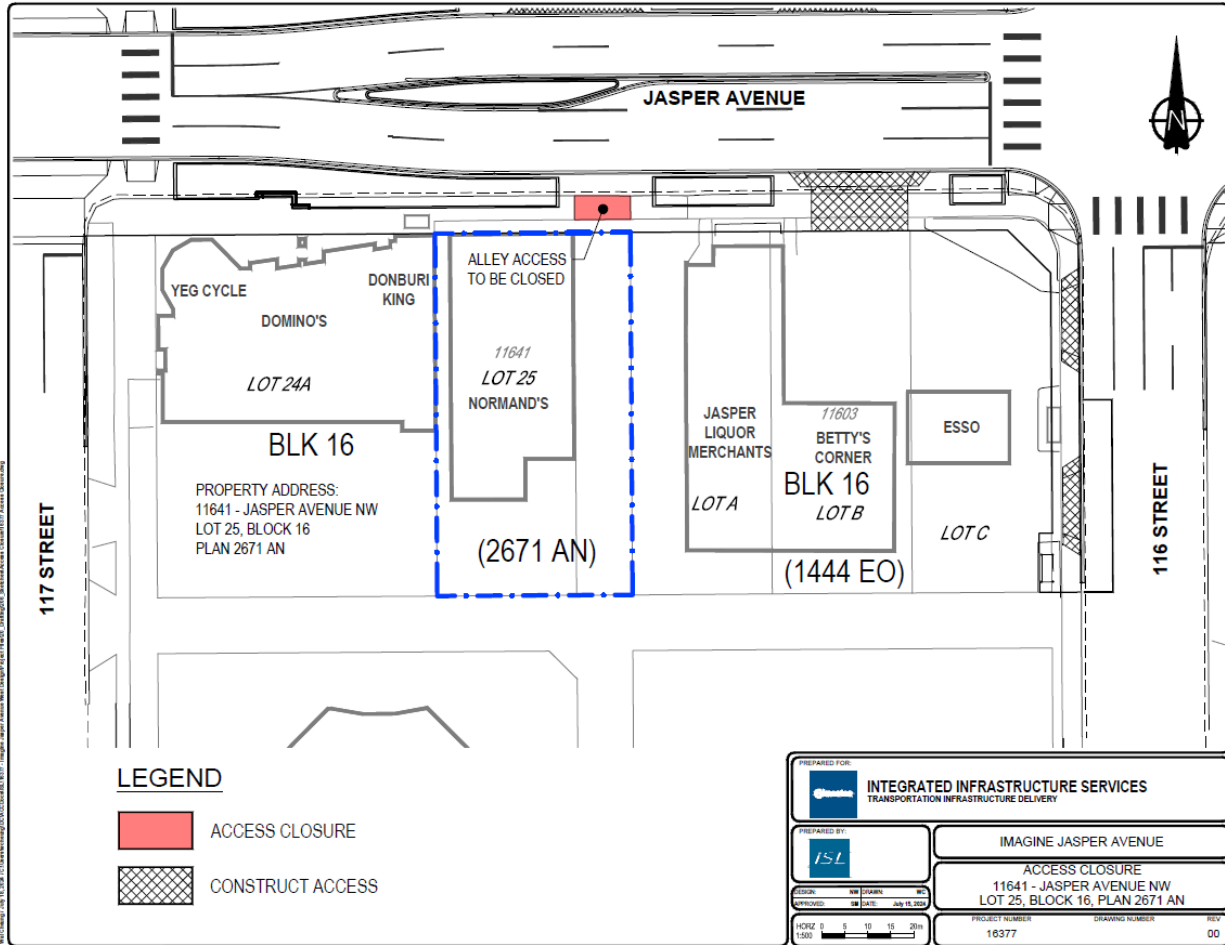 JASPER AVENUE
N
ALLEY ACCESS
TO BE CLOSED
YEG CYCLE
DONBURI
KING
DOMINO'S
11641
LOT 25
NORMAND'S
LOT 24A
BLK 16
JASPER
LIQUOR
MERCHANTS
11603
BETTY'S
CORNER
ESSO
BLK 16
LOT A
LOT B
LOT C
PROPERTY ADDRESS:
11641 - JASPER AVENUE NW
LOT 25, BLOCK 16
PLAN 2671 AN
(2671 AN)
(1444 EO)
117 STREET
116 STREET
LEGEND
ACCESS CLOSURE
CONSTRUCT ACCESS
PREPARED FOR:
INTEGRATED INFRASTRUCTURE SERVICES
TRANSPORTATION INFRASTRUCTURE DELIVERY
PREPARED BY:
ISL
IMAGINE JASPER AVENUE
ACCESS CLOSURE
11641 - JASPER AVENUE NW
LOT 25, BLOCK 16, PLAN 2671 AN
DESIGN: NW DRAWN: WC
APPROVED: SM DATE: July 15, 2024
HORZ 0 5 10 15 20m
1:500
PROJECT NUMBER DRAWING NUMBER REV
16377 00